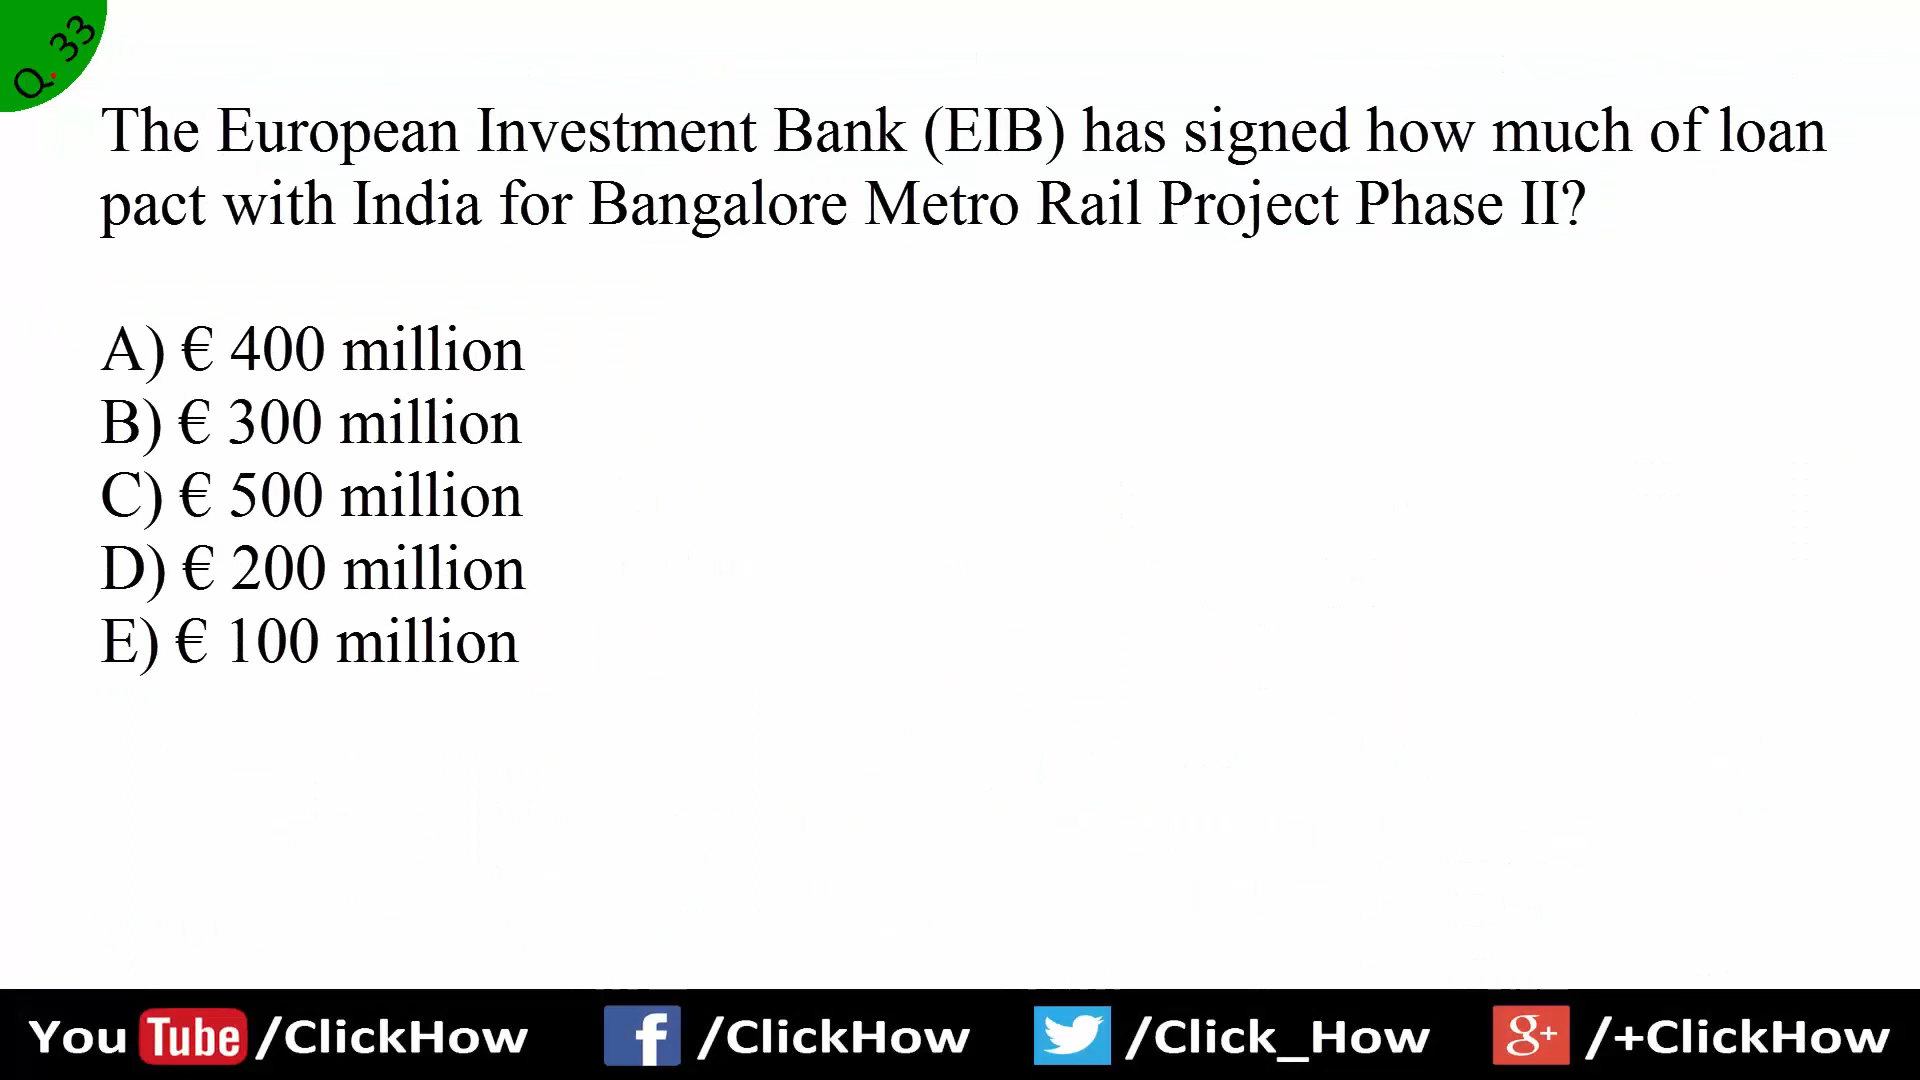 Q. 33
The European Investment Bank (EIB) has signed how much of loan
pact with India for Bangalore Metro Rail Project Phase II?
A) € 400 million
B) € 300 million
C) € 500 million
D) € 200 million
E) € 100 million
You Tube /ClickHow f /ClickHow /Click_How g+ /+ClickHow